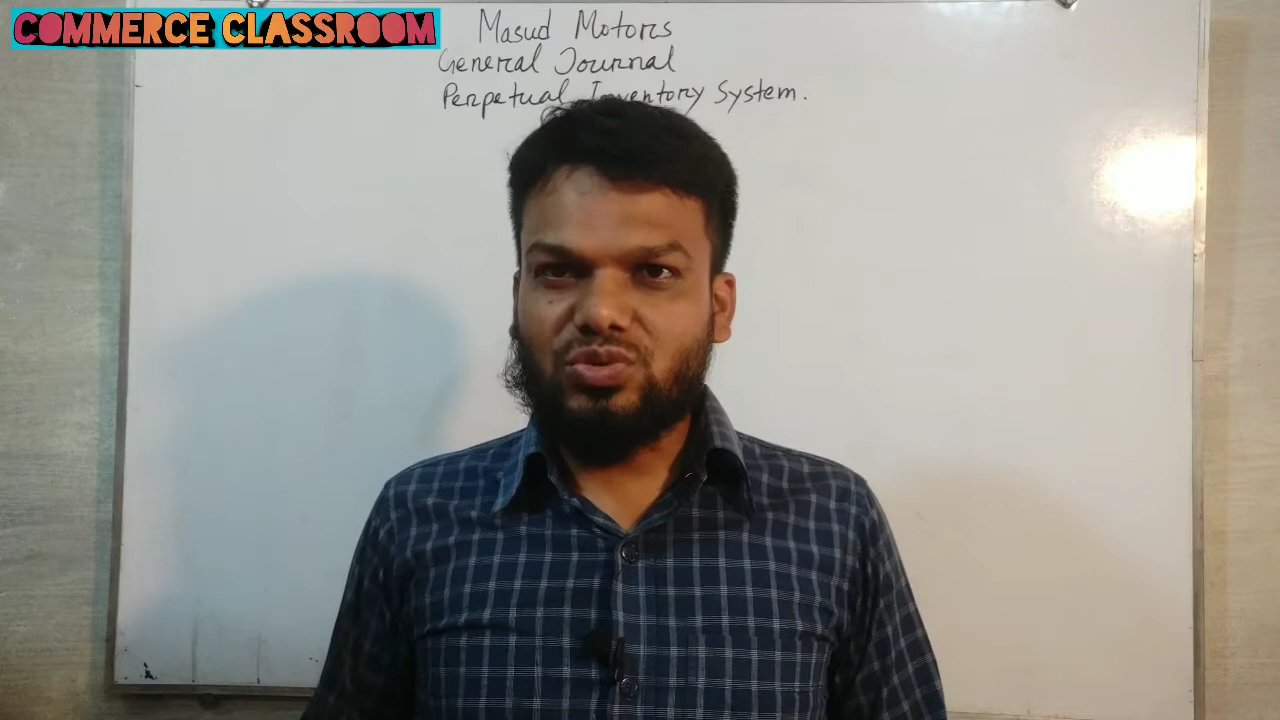 COMMERCE CLASSROOM
Masud Motors
General Journal
Perpetual Inventory System.